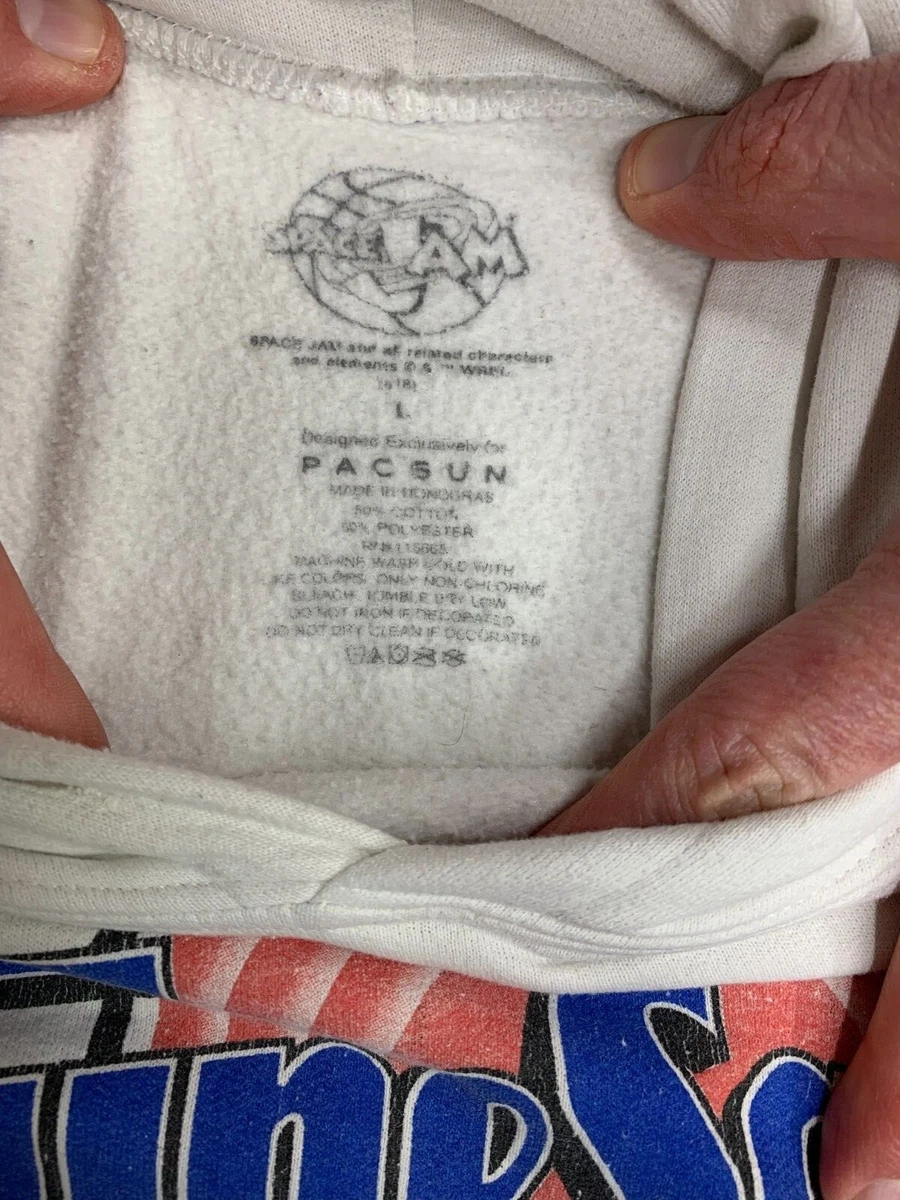 SPACE JAM
SPACE JAM and all related characters
and elements © & ™ WBEI.
(s18)
L
Designed Exclusively for
PACSUN
MADE IN HONDURAS
50% COTTON
50% POLYESTER
MACHINE WASH COLD WITH
LIKE COLORS. ONLY NON-CHLORINE
BLEACH. TUMBLE DRY LOW
DO NOT IRON IF DECORATED
DO NOT DRY CLEAN IF DECORATED